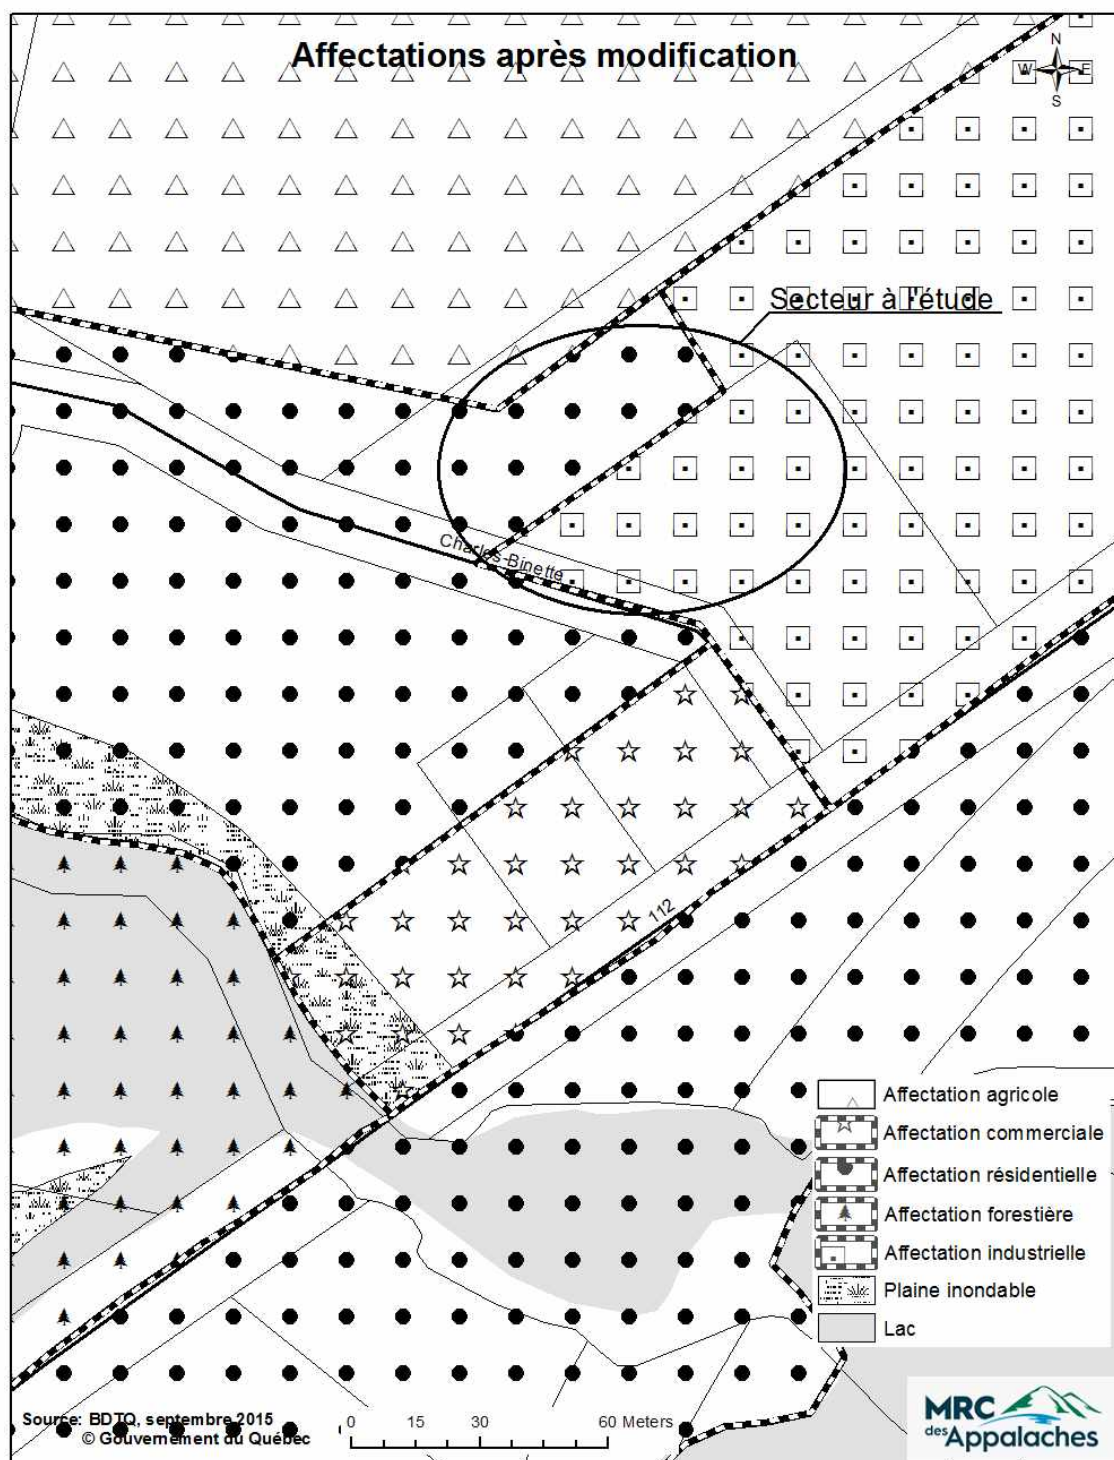 Affectations après modification
N
W E
S
Secteur à l'étude
Charles-Binette
112
Affectation agricole
Affectation commerciale
Affectation résidentielle
Affectation forestière
Affectation industrielle
Plaine inondable
Lac
Source: BDTQ, septembre 2015
© Gouvernement du Québec
0 15 30 60 Meters
MRC
des Appalaches